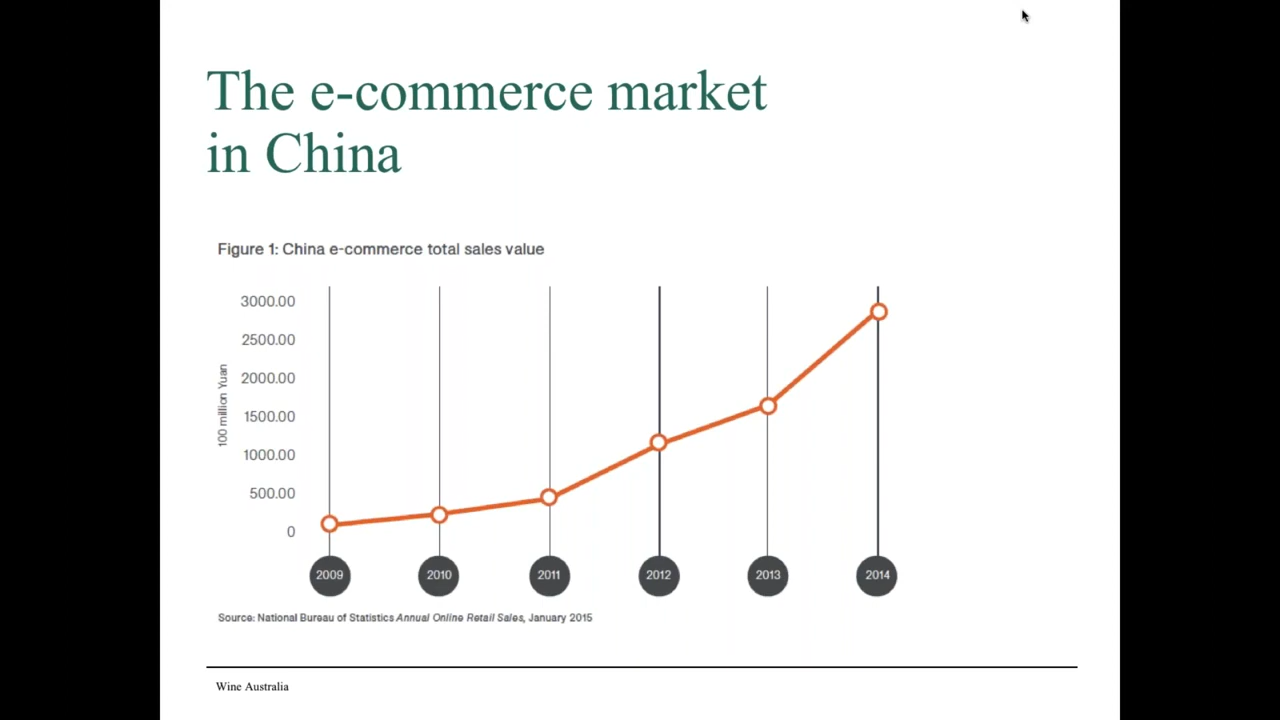 The e-commerce market
in China
Figure 1: China e-commerce total sales value
3000.00
2500.00
2000.00
1500.00
1000.00
500.00
0
100 million Yuan
2009 2010 2011 2012 2013 2014
Source: National Bureau of Statistics Annual Online Retail Sales, January 2015
Wine Australia